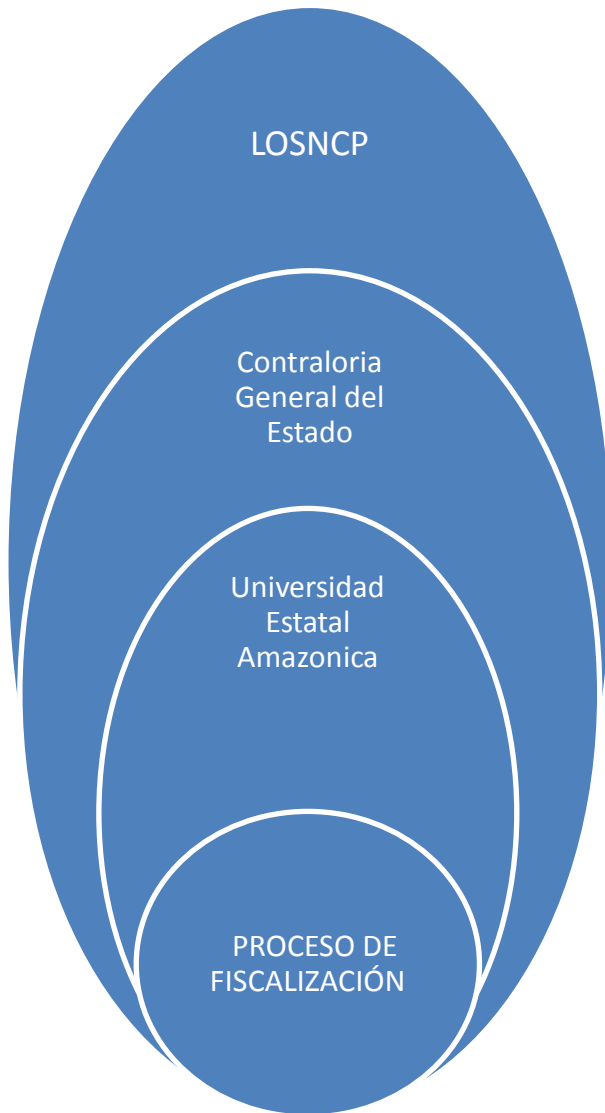 LOSNCP
Contraloria
General del
Estado
Universidad
Estatal
Amazonica
PROCESO DE
FISCALIZACIÓN